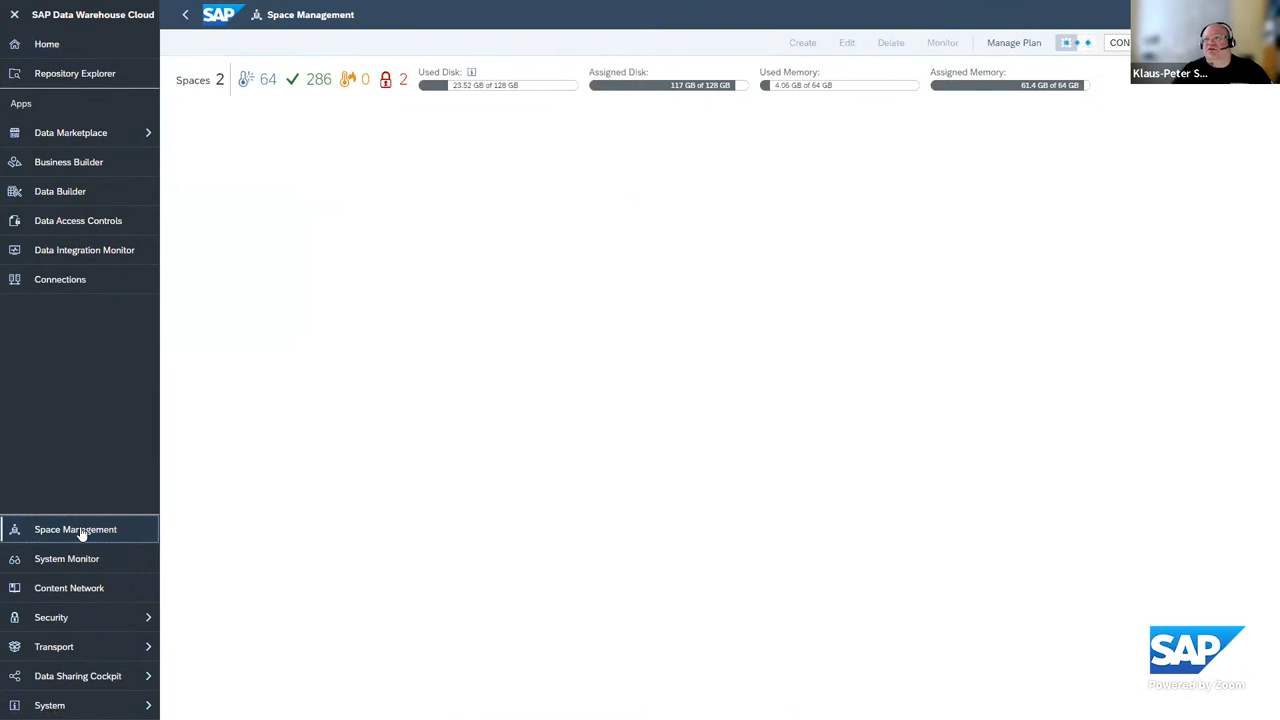 SAP Data Warehouse Cloud
SAP
Space Management
Home
Repository Explorer
Apps
Data Marketplace
Business Builder
Data Builder
Data Access Controls
Data Integration Monitor
Connections
Space Management
System Monitor
Content Network
Security
Transport
Data Sharing Cockpit
System
Create
Edit
Delete
Monitor
Manage Plan
CON
Spaces 2
64
286
0
2
Used Disk:
23.52 GB of 128 GB
Assigned Disk:
117 GB of 128 GB
Used Memory:
4.06 GB of 64 GB
Assigned Memory:
61.4 GB of 64 GB
Klaus-Peter S...
SAP
Powered by Zoom